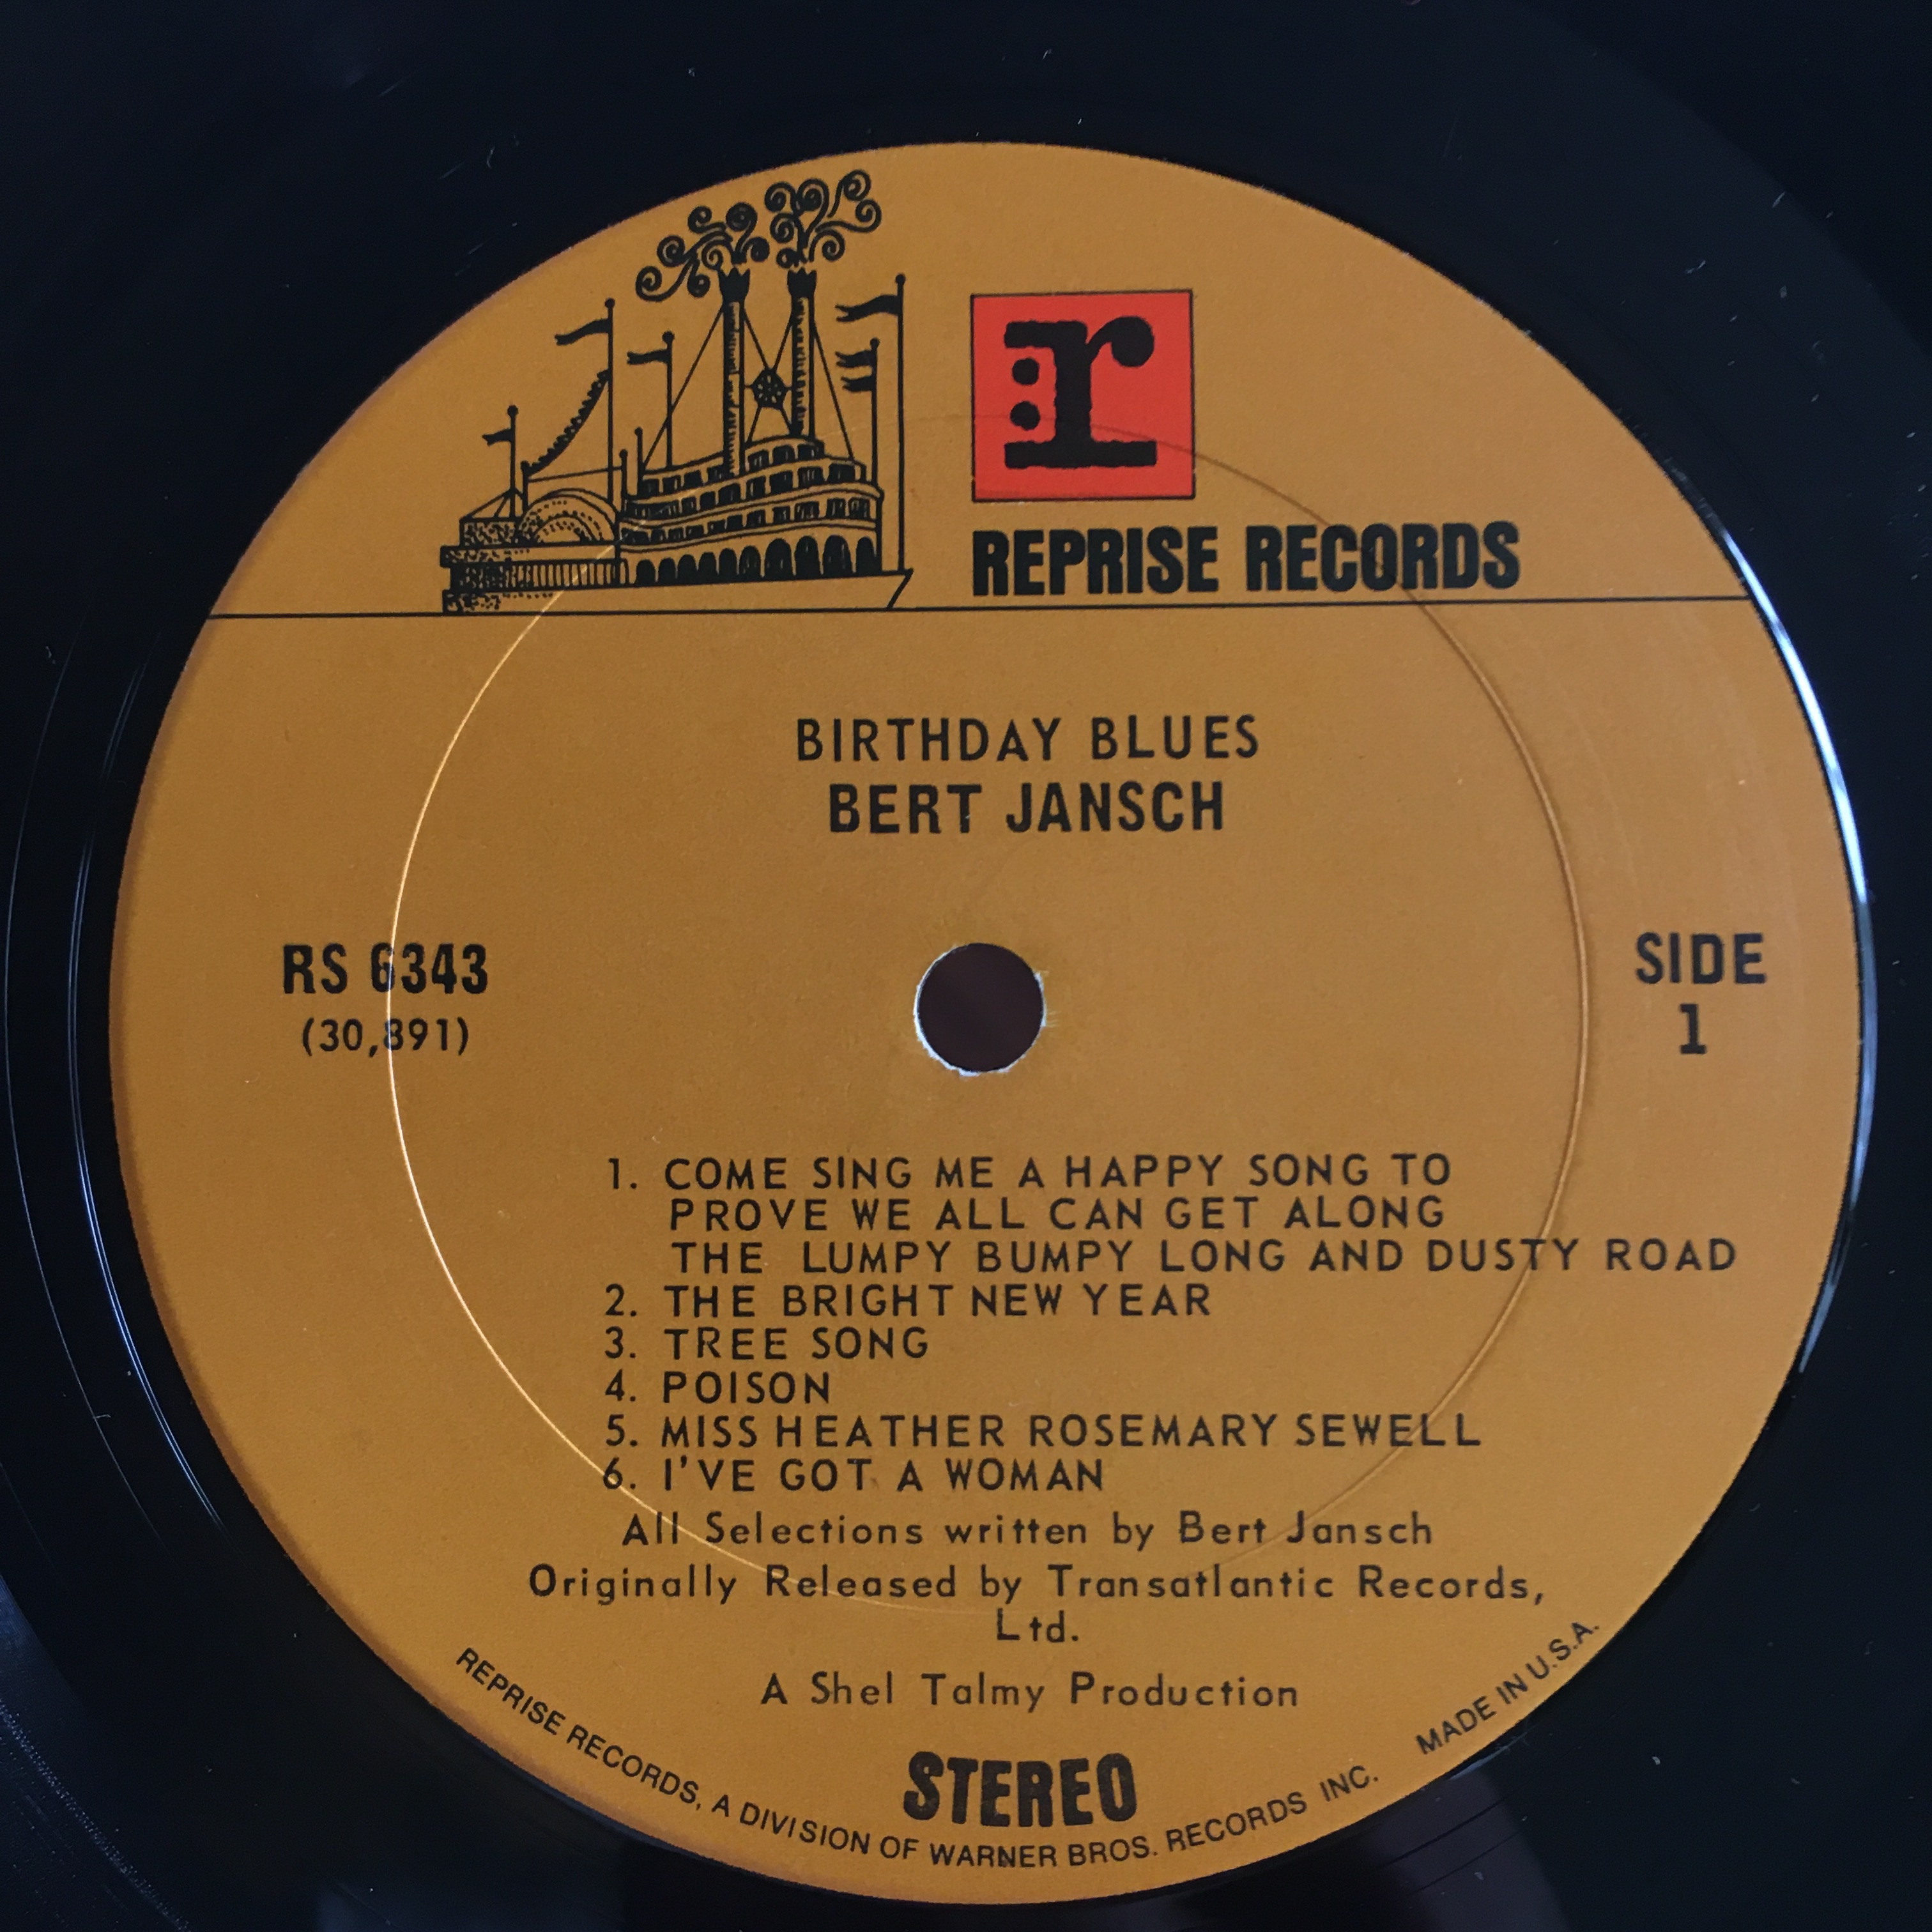 r
REPRISE RECORDS
BIRTHDAY BLUES
BERT JANSCH
RS 6343
(30,891)
SIDE
1
1. COME SING ME A HAPPY SONG TO
PROVE WE ALL CAN GET ALONG
THE LUMPY BUMPY LONG AND DUSTY ROAD
2. THE BRIGHT NEW YEAR
3. TREE SONG
4. POISON
5. MISS HEATHER ROSEMARY SEWELL
6. I'VE GOT A WOMAN
All Selections written by Bert Jansch
Originally Released by Transatlantic Records,
Ltd.
A Shel Talmy Production
STEREO
REPRISE RECORDS, A DIVISION OF WARNER BROS. RECORDS INC. MADE IN U.S.A.